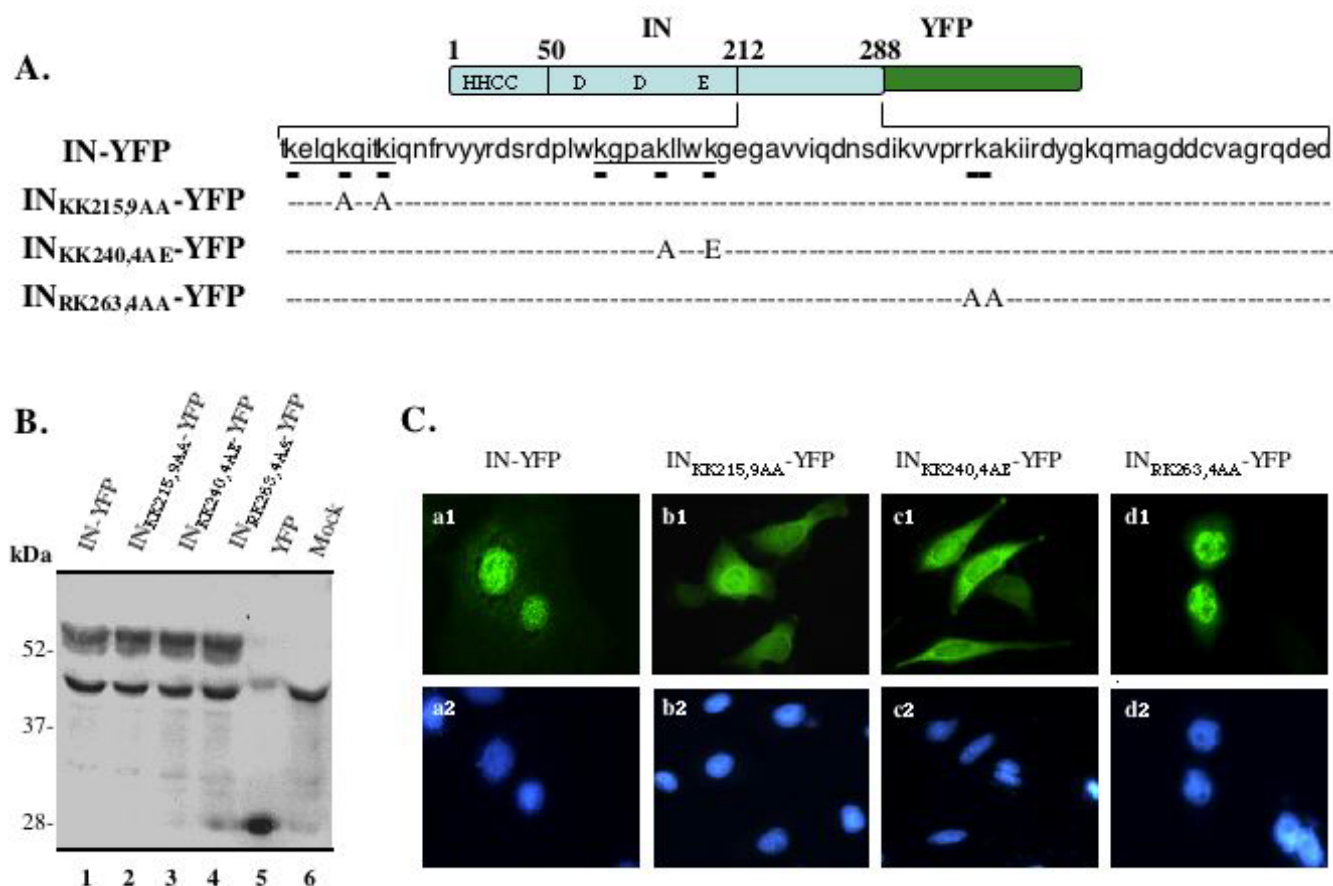 A.
IN YFP
1 50 212 288
HHCC D D E
IN-YFP tkelqkqitkiqnfrvyyrdsrdplwkgpakllwkgegavviqdnsdikvvprrkakiirdygkqmagddcvagrqded
INKK215,9AA-YFP -----A--A------------------------------------------------------------
INKK240,4AE-YFP ------------------------------A---E-----------------------------------
INRK263,4AA-YFP ----------------------------------------------------AA-------------------
B.
IN-YFP
INKK215,9AA-YFP
INKK240,4AE-YFP
INRK263,4AA-YFP
YFP
Mock
kDa
52-
37-
28-
1 2 3 4 5 6
C.
IN-YFP INKK215,9AA-YFP INKK240,4AE-YFP INRK263,4AA-YFP
a1 b1 c1 d1
a2 b2 c2 d2